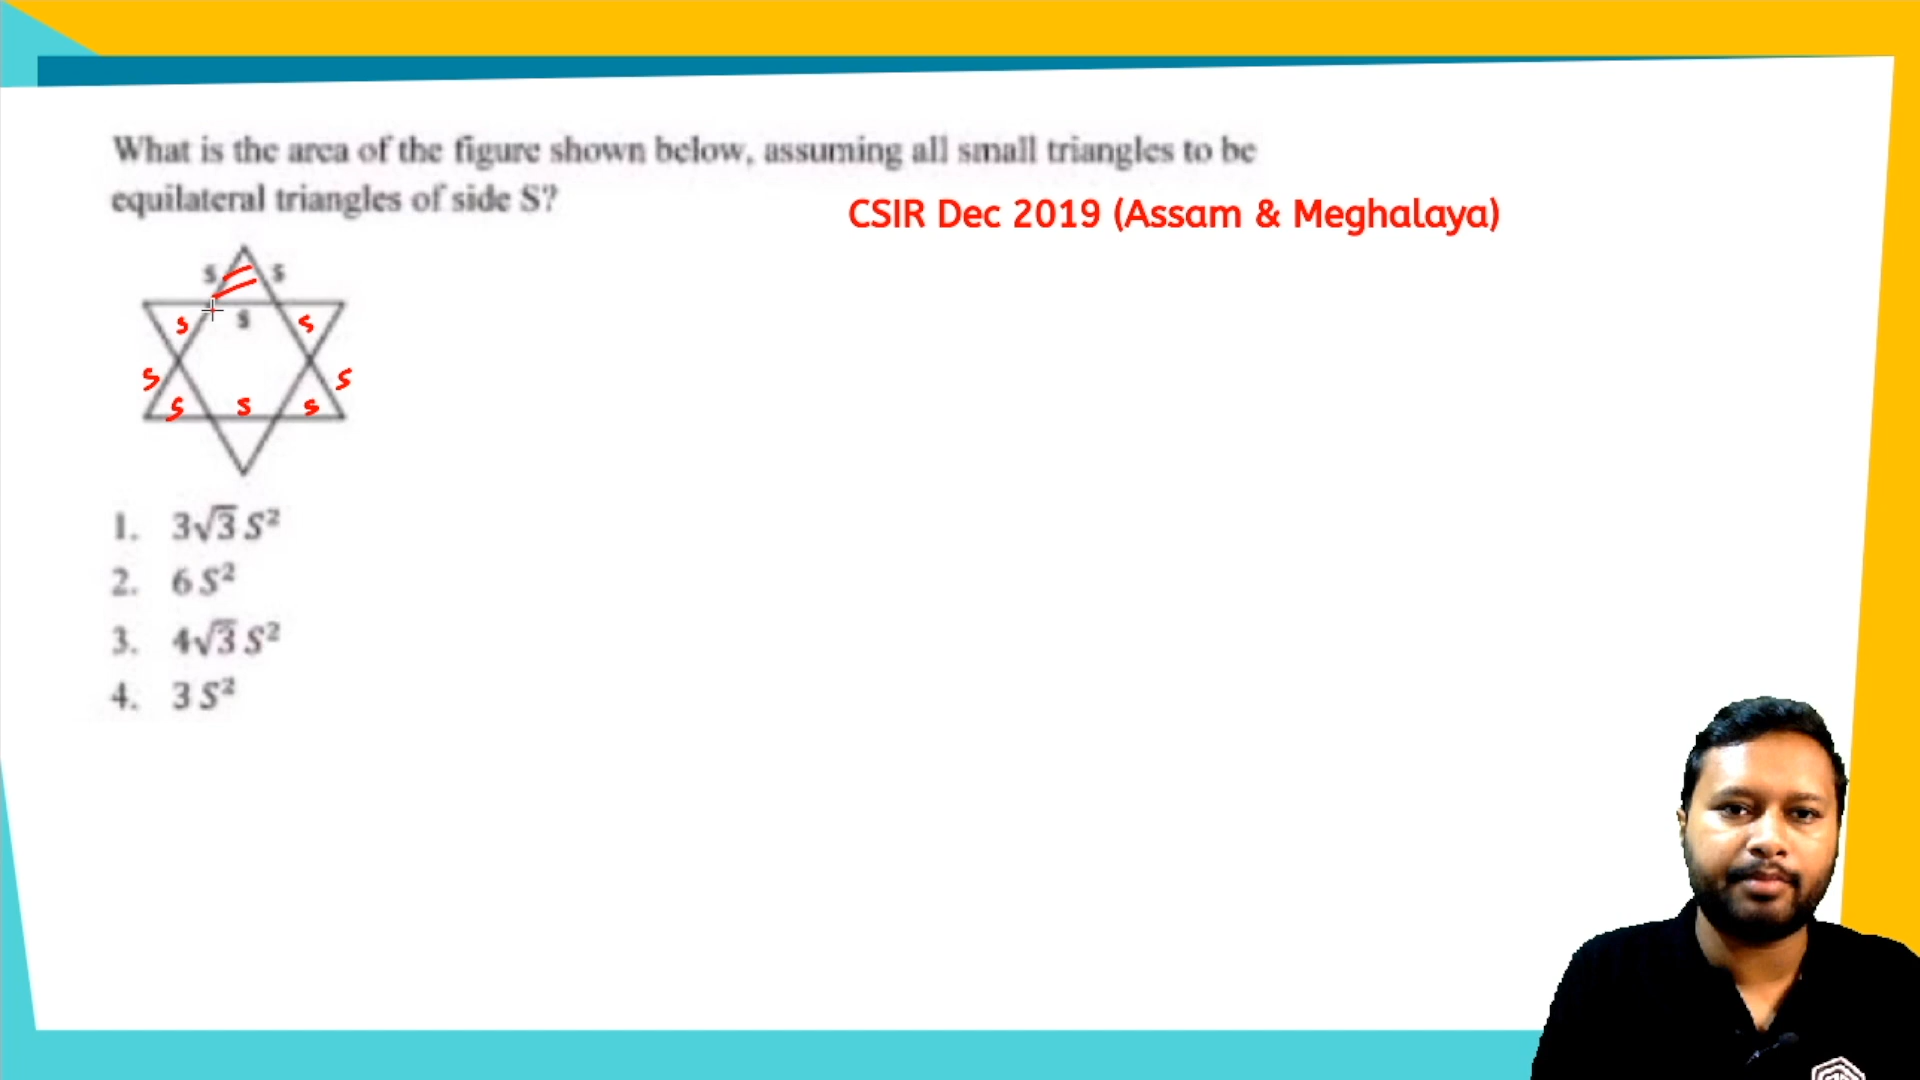 What is the area of the figure shown below, assuming all small triangles to be
equilateral triangles of side S?
CSIR Dec 2019 (Assam & Meghalaya)
S S
S S S
S S
S S S
1. 3√3 S²
2. 6 S²
3. 4√3 S²
4. 3 S²